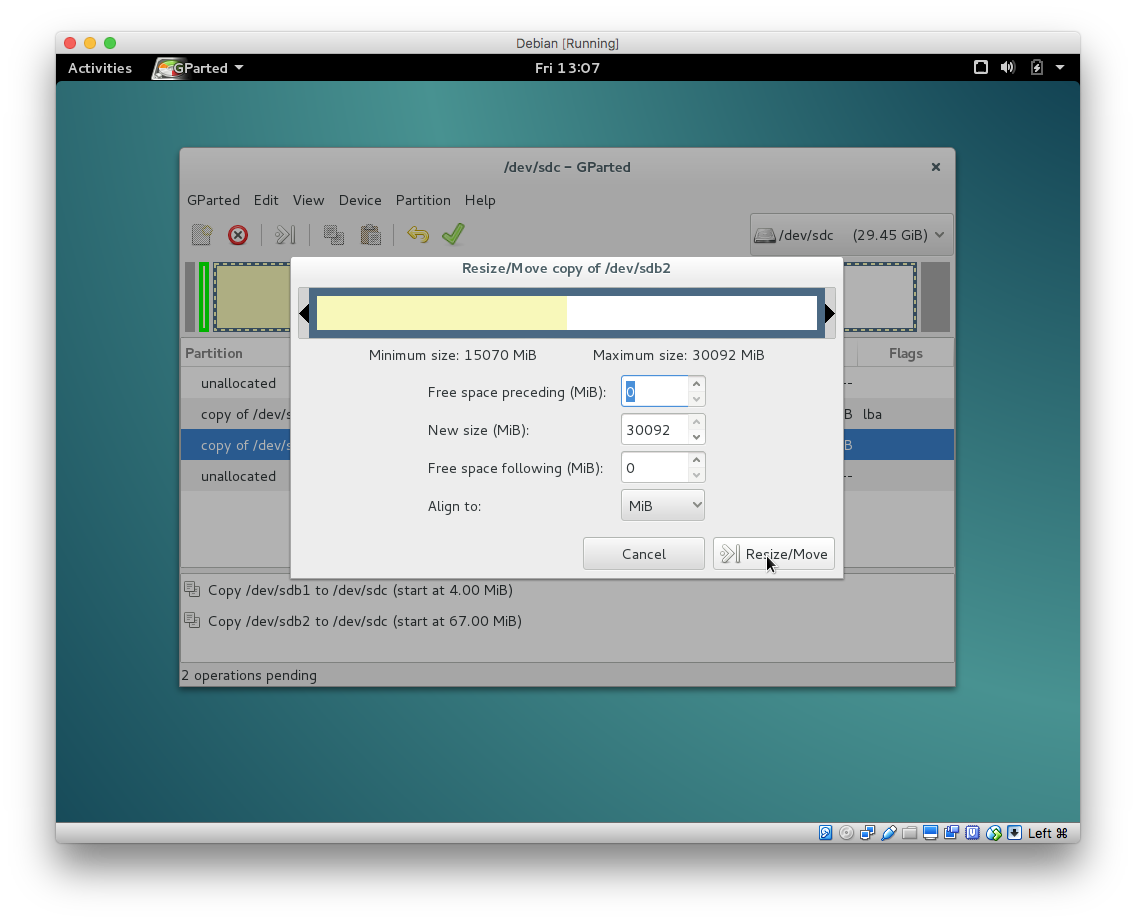 Debian [Running]
Activities GParted Fri 13:07
/dev/sdc – GParted
GParted Edit View Device Partition Help
/dev/sdc (29.45 GiB)
Resize/Move copy of /dev/sdb2
Minimum size: 15070 MiB Maximum size: 30092 MiB
Free space preceding (MiB): 0
New size (MiB): 30092
Free space following (MiB): 0
Align to: MiB
Cancel Resize/Move
Partition Flags
unallocated --
copy of /dev/s B lba
copy of /dev/s B
unallocated --
Copy /dev/sdb1 to /dev/sdc (start at 4.00 MiB)
Copy /dev/sdb2 to /dev/sdc (start at 67.00 MiB)
2 operations pending
Left ⌘